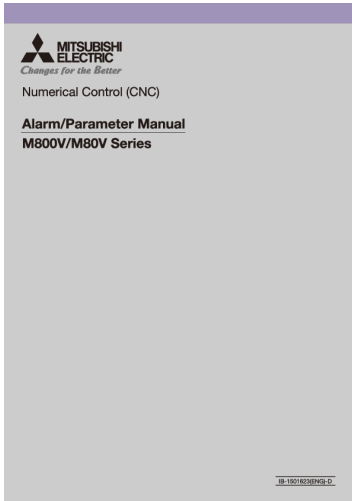 MITSUBISHI
ELECTRIC
Changes for the Better
Numerical Control (CNC)
Alarm/Parameter Manual
M800V/M80V Series
IB-1501623(ENG)-D